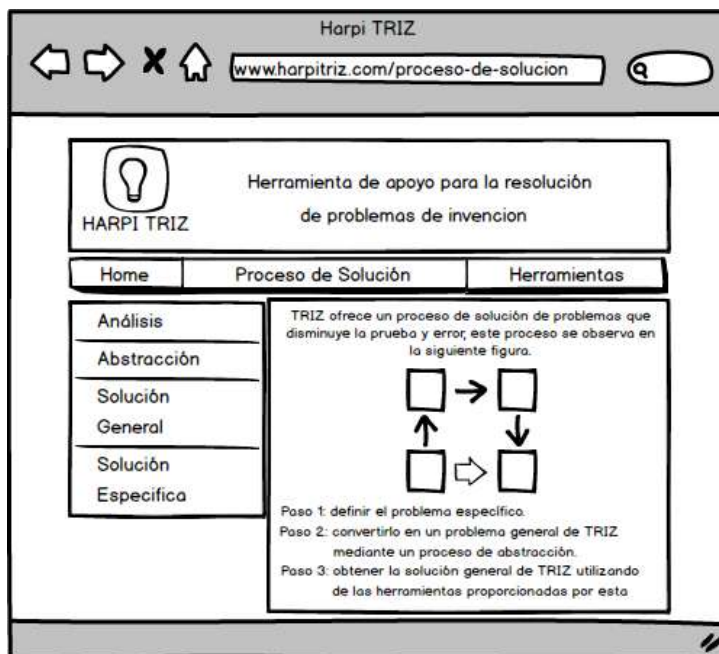 Harpi TRIZ
www.harpitriz.com/proceso-de-solucion
HARPI TRIZ
Herramienta de apoyo para la resolución
de problemas de invencion
Home
Proceso de Solución
Herramientas
Análisis
Abstracción
Solución
General
Solución
Especifica
TRIZ ofrece un proceso de solución de problemas que
disminuye la prueba y error, este proceso se observa en
la siguiente figura.
Paso 1: definir el problema específico.
Paso 2: convertirlo en un problema general de TRIZ
mediante un proceso de abstracción.
Paso 3: obtener la solución general de TRIZ utilizando
de las herramientas proporcionadas por esta